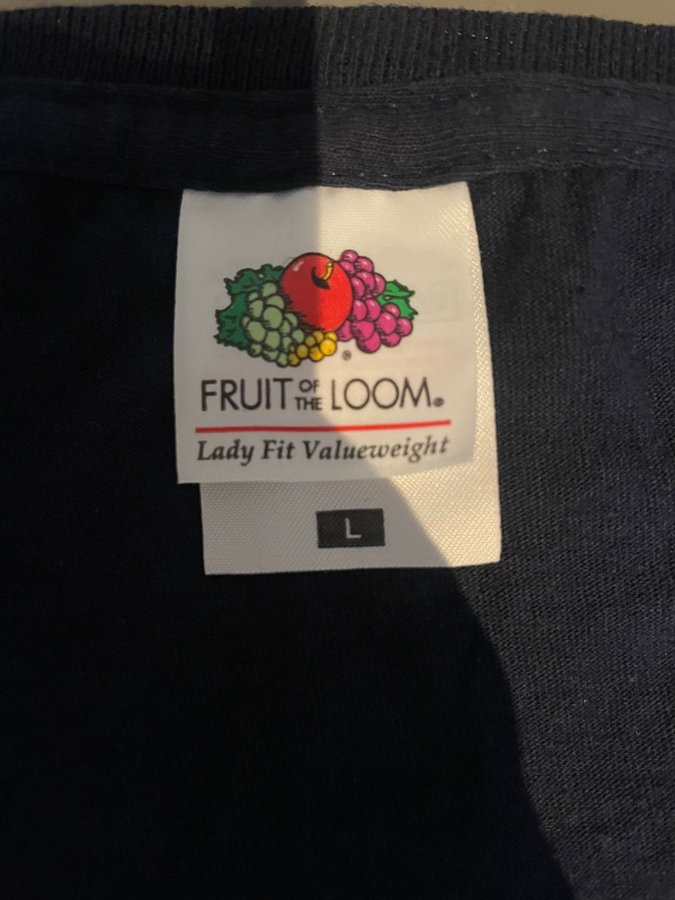 ®
FRUIT OF THE LOOM®
Lady Fit Valueweight
L